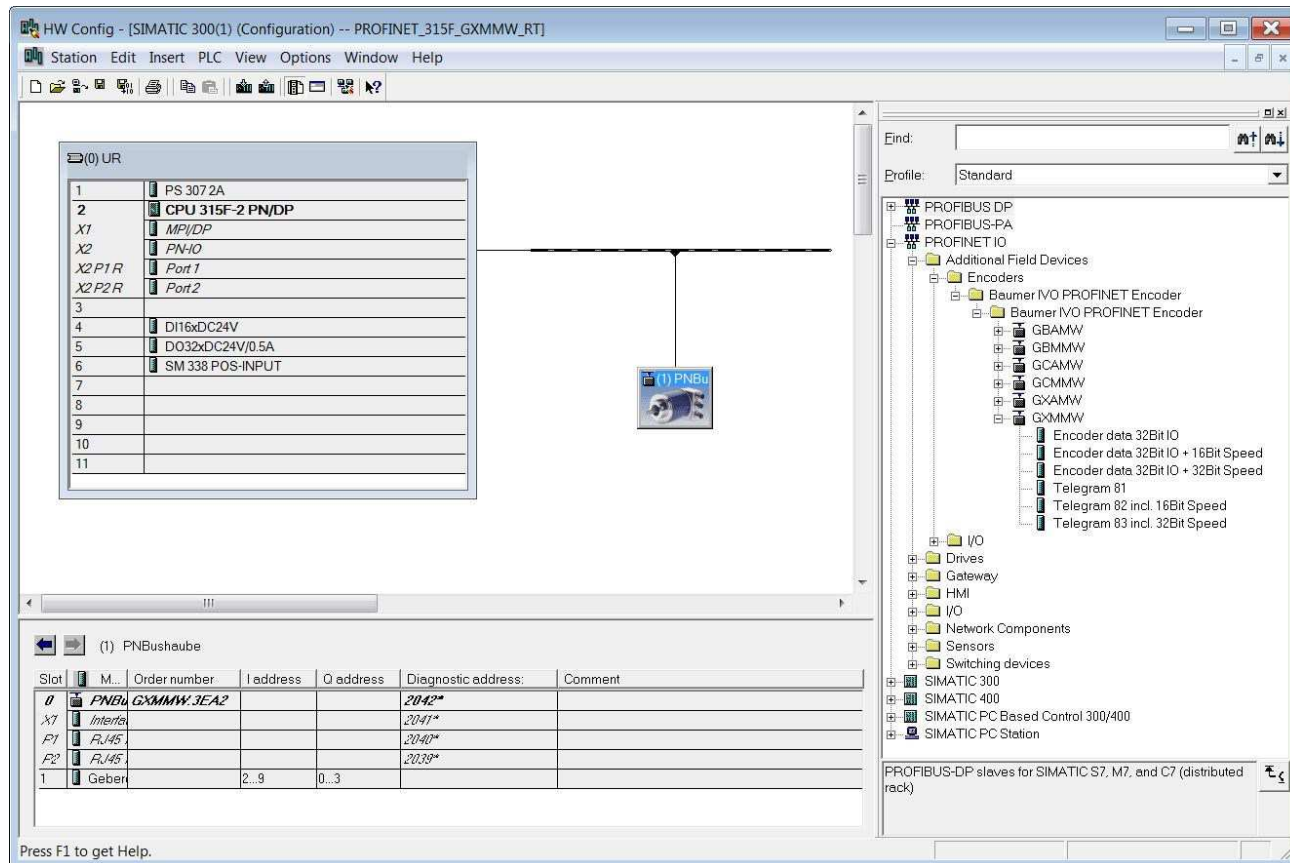 HW Config - [SIMATIC 300(1) (Configuration) -- PROFINET_315F_GXMMW_RT]
Station Edit Insert PLC View Options Window Help
(0) UR
1 PS 307 2A
2 CPU 315F-2 PN/DP
X1 MPI/DP
X2 PN-IO
X2 P1 R Port 1
X2 P2 R Port 2
3
4 DI16xDC24V
5 DO32xDC24V/0.5A
6 SM 338 POS-INPUT
7
8
9
10
11
(1) PNBu
Find:
Profile: Standard
PROFIBUS DP
PROFIBUS-PA
PROFINET IO
Additional Field Devices
Encoders
Baumer IVO PROFINET Encoder
Baumer IVO PROFINET Encoder
GBAMW
GBMMW
GCAMW
GCMMW
GXAMW
GXMMW
Encoder data 32Bit IO
Encoder data 32Bit IO + 16Bit Speed
Encoder data 32Bit IO + 32Bit Speed
Telegram 81
Telegram 82 incl. 16Bit Speed
Telegram 83 incl. 32Bit Speed
I/O
Drives
Gateway
HMI
I/O
Network Components
Sensors
Switching devices
SIMATIC 300
SIMATIC 400
SIMATIC PC Based Control 300/400
SIMATIC PC Station
PROFIBUS-DP slaves for SIMATIC S7, M7, and C7 (distributed
rack)
(1) PNBushaube
Slot M... Order number I address Q address Diagnostic address: Comment
0 PNBu GXMMW.3EA2 2042*
X1 Interfa 2041*
P1 RJ45 2040*
P2 RJ45 2039*
1 Geber 2...9 0...3
Press F1 to get Help.